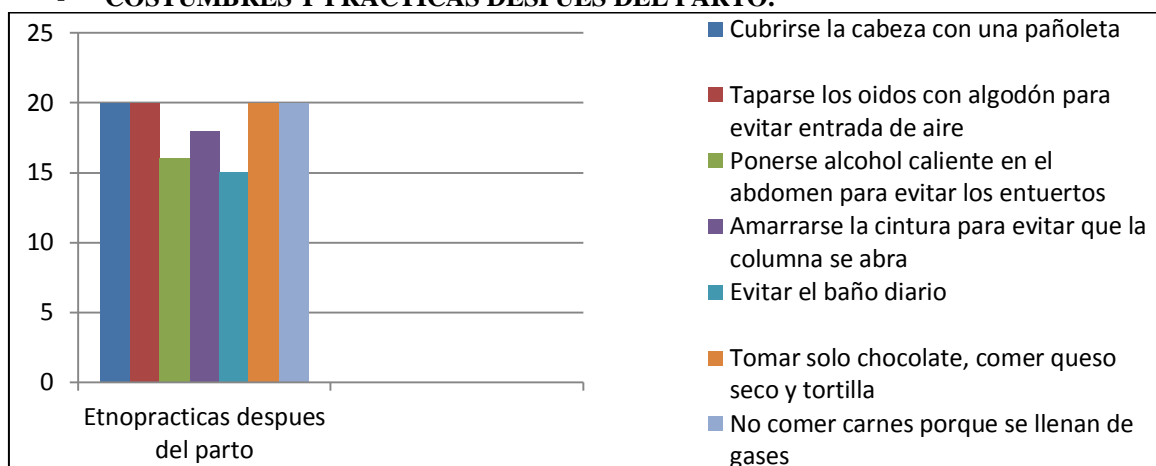 COSTUMBRES Y PRACTICAS DESPUES DEL PARTO:
25
20
15
10
5
0
Etnopracticas despues
del parto
Cubrirse la cabeza con una pañoleta
Taparse los oidos con algodón para
evitar entrada de aire
Ponerse alcohol caliente en el
abdomen para evitar los entuertos
Amarrarse la cintura para evitar que la
columna se abra
Evitar el baño diario
Tomar solo chocolate, comer queso
seco y tortilla
No comer carnes porque se llenan de
gases